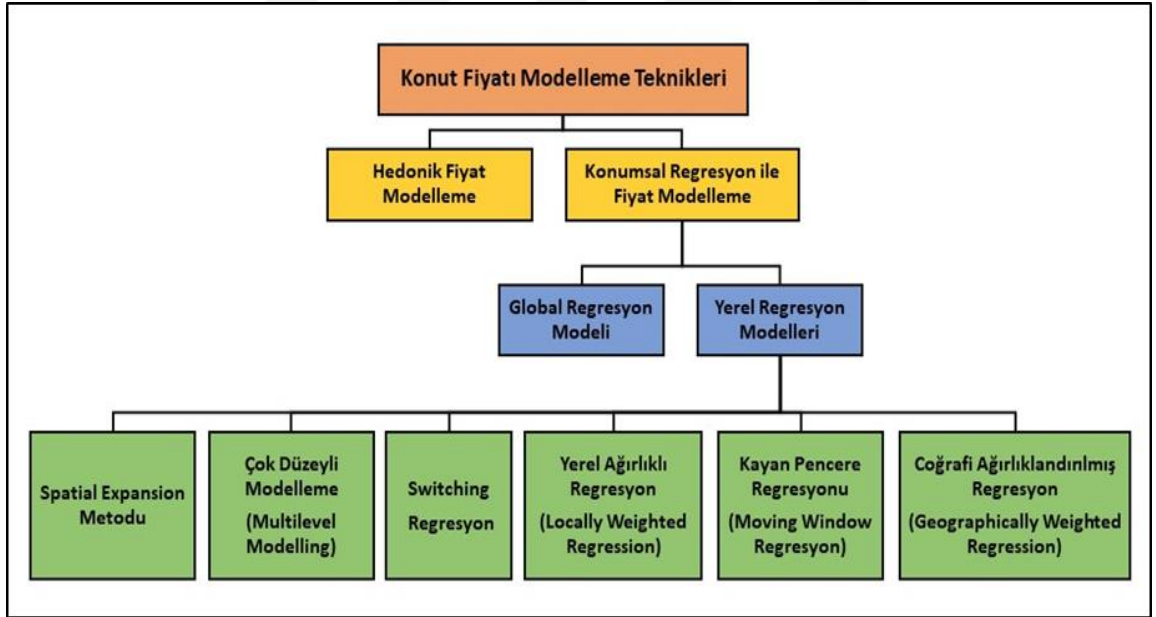 Konut Fiyatı Modelleme Teknikleri
Hedonik Fiyat
Modelleme
Konumsal Regresyon ile
Fiyat Modelleme
Global Regresyon
Modeli
Yerel Regresyon
Modelleri
Spatial Expansion
Metodu
Çok Düzeyli
Modelleme
(Multilevel
Modelling)
Switching
Regresyon
Yerel Ağırlıklı
Regresyon
(Locally Weighted
Regression)
Kayan Pencere
Regresyonu
(Moving Window
Regresyon)
Coğrafi Ağırlıklandırılmış
Regresyon
(Geographically Weighted
Regression)